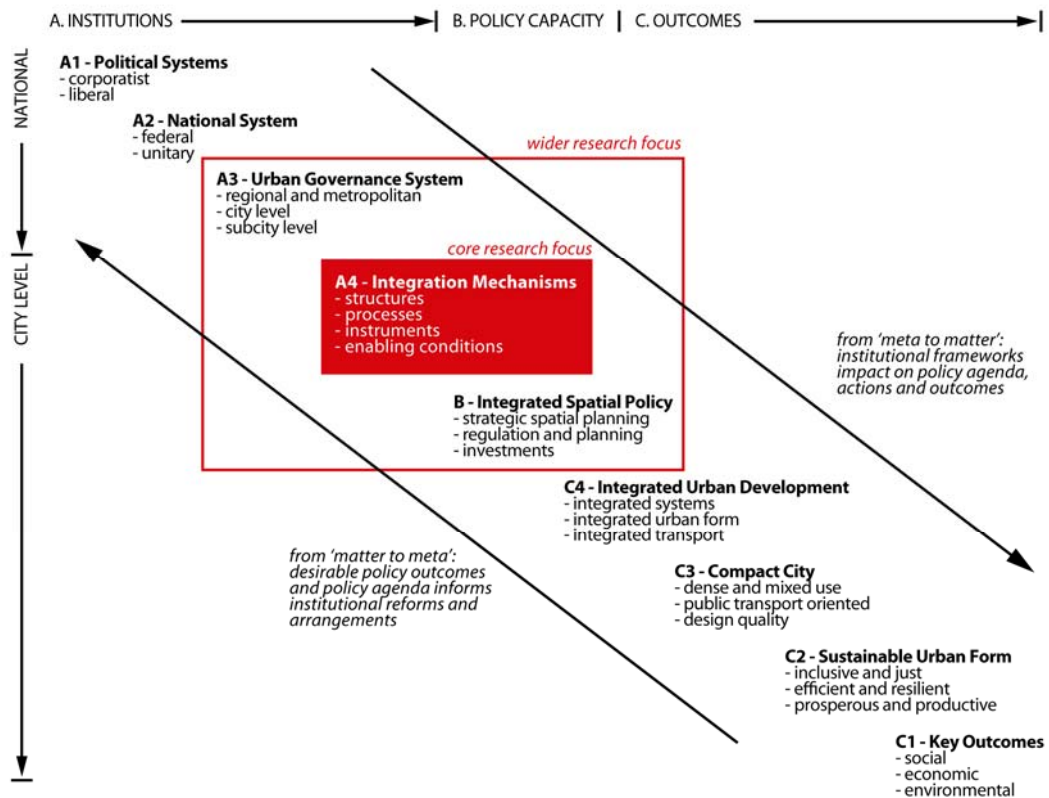 A. INSTITUTIONS
B. POLICY CAPACITY
C. OUTCOMES
NATIONAL
CITY LEVEL
A1 - Political Systems
- corporatist
- liberal
A2 - National System
- federal
- unitary
wider research focus
A3 - Urban Governance System
- regional and metropolitan
- city level
- subcity level
core research focus
A4 - Integration Mechanisms
- structures
- processes
- instruments
- enabling conditions
from 'meta to matter':
institutional frameworks
impact on policy agenda,
actions and outcomes
B - Integrated Spatial Policy
- strategic spatial planning
- regulation and planning
- investments
C4 - Integrated Urban Development
- integrated systems
- integrated urban form
- integrated transport
from 'matter to meta':
desirable policy outcomes
and policy agenda informs
institutional reforms and
arrangements
C3 - Compact City
- dense and mixed use
- public transport oriented
- design quality
C2 - Sustainable Urban Form
- inclusive and just
- efficient and resilient
- prosperous and productive
C1 - Key Outcomes
- social
- economic
- environmental